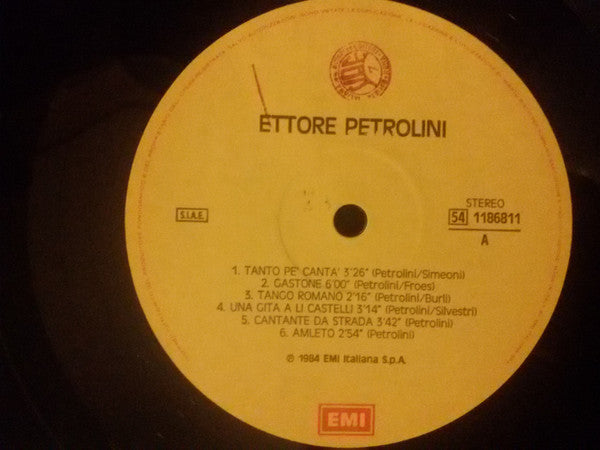 ETTORE PETROLINI
S.I.A.E.
STEREO
54 1186811
A
1. TANTO PE' CANTA' 3'26" (Petrolini/Simeoni)
2. GASTONE 6'00" (Petrolini/Froes)
3. TANGO ROMANO 2'16" (Petrolini/Burli)
4. UNA GITA A LI CASTELLI 3'14" (Petrolini/Silvestri)
5. CANTANTE DA STRADA 3'42" (Petrolini)
6. AMLETO 2'54" (Petrolini)
℗ 1984 EMI Italiana S.p.A.
EMI